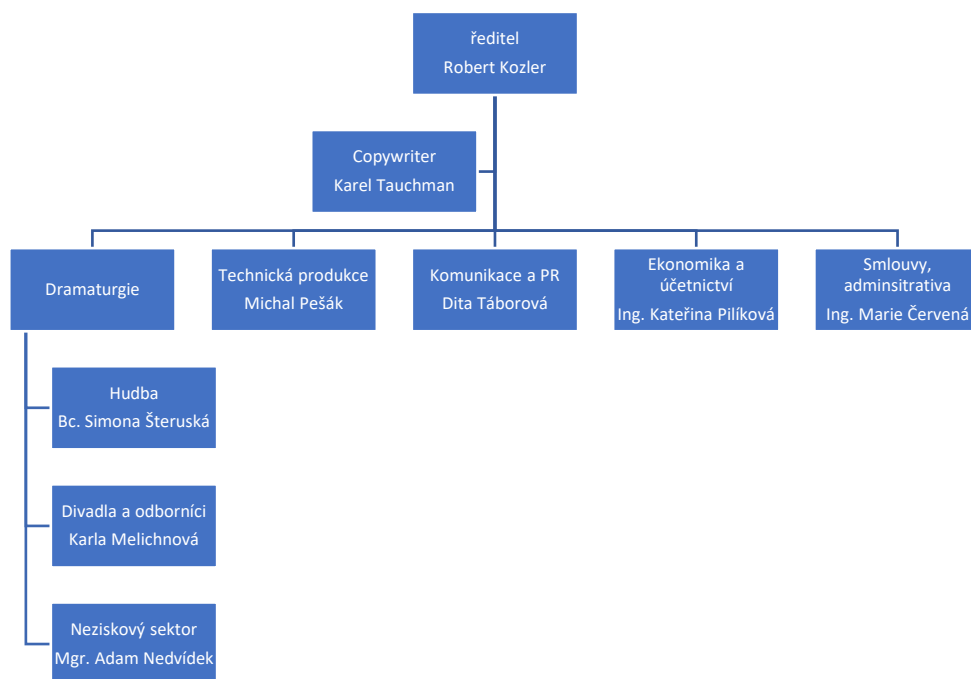 ředitel
Robert Kozler
Copywriter
Karel Tauchman
Dramaturgie
Technická produkce
Michal Pešák
Komunikace a PR
Dita Táborová
Ekonomika a
účetnictví
Ing. Kateřina Pilíková
Smlouvy,
adminsitrativa
Ing. Marie Červená
Hudba
Bc. Simona Šteruská
Divadla a odborníci
Karla Melichnová
Neziskový sektor
Mgr. Adam Nedvídek